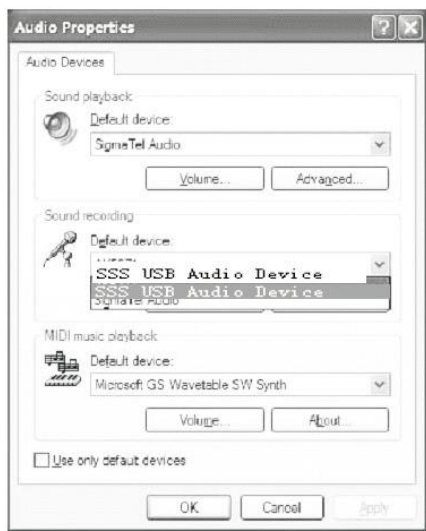 Audio Properties
Audio Devices
Sound playback
Default device:
SigmaTel Audio
Volume...
Advanced...
Sound recording
Default device:
SSS USB Audio Device
SSS USB Audio Device
SigmaTel Audio
MIDI music playback
Default device:
Microsoft GS Wavetable SW Synth
Volume...
About...
Use only default devices
OK
Cancel
Apply